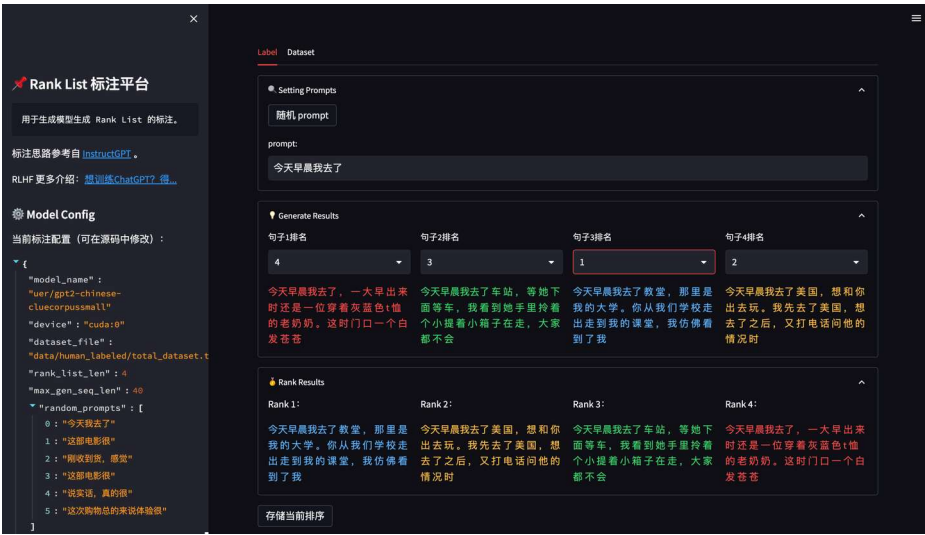 Rank List 标注平台
用于生成模型生成 Rank List 的标注。
标注思路参考自 InstructGPT 。
RLHF 更多介绍：想训练ChatGPT？得...
Model Config
当前标注配置（可在源码中修改）：
{
"model_name" :
"uer/gpt2-chinese-
cluecorpussmall"
"device" : "cuda:0"
"dataset_file" :
"data/human_labeled/total_dataset.t
"rank_list_len" : 4
"max_gen_seq_len" : 40
"random_prompts" : [
0 : "今天我去了"
1 : "这部电影很"
2 : "刚收到货，感觉"
3 : "这部电影很"
4 : "说实话，真的很"
5 : "这次购物总的来说体验很"
]
Label Dataset
Setting Prompts
随机 prompt
prompt:
今天早晨我去了
Generate Results
句子1排名 句子2排名 句子3排名 句子4排名
4 3 1 2
今天早晨我去了，一大早出来
时还是一位穿着灰蓝色t恤
的老奶奶。这时门口一个白
发苍苍
今天早晨我去了车站，等她下
面等车，我看到她手里拎着
个小提着小箱子在走，大家
都不会
今天早晨我去了教堂，那里是
我的大学。你从我们学校走
出走到我的课堂，我仿佛看
到了我
今天早晨我去了美国，想和你
出去玩。我先去了美国，想
去了之后，又打电话问他的
情况时
Rank Results
Rank 1: Rank 2: Rank 3: Rank 4:
今天早晨我去了教堂，那里是
我的大学。你从我们学校走
出走到我的课堂，我仿佛看
到了我
今天早晨我去了美国，想和你
出去玩。我先去了美国，想
去了之后，又打电话问他的
情况时
今天早晨我去了车站，等她下
面等车，我看到她手里拎着
个小提着小箱子在走，大家
都不会
今天早晨我去了，一大早出来
时还是一位穿着灰蓝色t恤
的老奶奶。这时门口一个白
发苍苍
存储当前排序